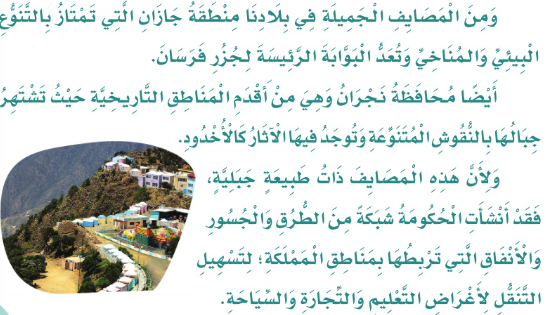 وَمِنَ الْمَصَايِفِ الْجَمِيلَةِ فِي بِلَادِنَا مِنْطَقَةُ جَازَانِ الَّتِي تَمْتَازُ بِالتَّنَوُّعِ
الْبِيئِيِّ وَالمُنَاخِيِّ وَتُعَدُّ الْبَوَّابَةَ الرَّئِيسَةَ لِجُزُرِ فَرَسَانَ.
أَيْضًا مُحَافَظَةُ نَجْرَانُ وَهِيَ مِنْ أَقْدَمِ الْمَنَاطِقِ التَّارِيخِيَّةِ حَيْثُ تَشْتَهِرُ
جِبَالُهَا بِالنُّقُوشِ الْمُتَنَوِّعَةِ وَتُوجَدُ فِيهَا الْآثَارُ كَالْأُخْدُودِ.
وَلِأَنَّ هَذِهِ الْمَصَايِفَ ذَاتُ طَبِيعَةٍ جَبَلِيَّةٍ،
فَقَدْ أَنْشَأَتِ الْحُكُومَةُ شَبَكَةً مِنَ الطُّرُقِ وَالْجُسُورِ
وَالْأَنْفَاقِ الَّتِي تَرْبِطُهَا بِمَنَاطِقِ الْمَمْلَكَةِ؛ لِتَسْهِيلِ
التَّنَقُّلِ لِأَغْرَاضِ التَّعْلِيمِ وَالتِّجَارَةِ وَالسِّيَاحَةِ.